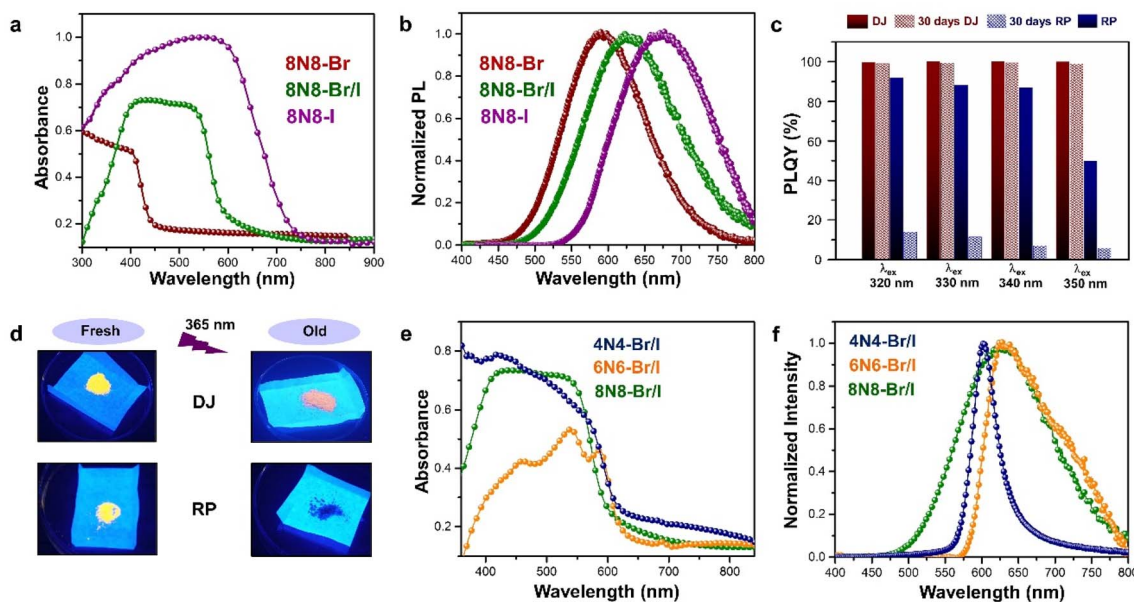 a
Absorbance
1.0
0.8
0.6
0.4
0.2
300 400 500 600 700 800 900
Wavelength (nm)
8N8-Br
8N8-Br/I
8N8-I
b
Normalized PL
1.0
0.8
0.6
0.4
0.2
0.0
400 450 500 550 600 650 700 750 800
Wavelength (nm)
8N8-Br
8N8-Br/I
8N8-I
c
DJ 30 days DJ 30 days RP RP
PLQY (%)
100
80
60
40
20
0
λex λex λex λex
320 nm 330 nm 340 nm 350 nm
d
Fresh 365 nm Old
DJ
RP
e
Absorbance
0.8
0.6
0.4
0.2
400 500 600 700 800
Wavelength (nm)
4N4-Br/I
6N6-Br/I
8N8-Br/I
f
Normalized Intensity
1.0
0.8
0.6
0.4
0.2
0.0
400 450 500 550 600 650 700 750 800
Wavelength (nm)
4N4-Br/I
6N6-Br/I
8N8-Br/I